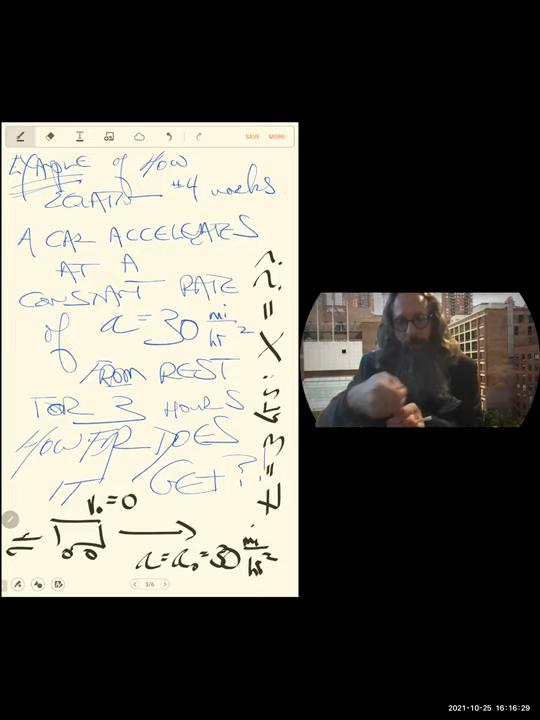 SAVE MORE
EXAMPLE of HOW
EQUATION #4 works
A CAR ACCELERATES
AT A
CONSTANT RATE
of a = 30 mi/hr²
FROM REST
FOR 3 HOURS
HOW FAR DOES
IT GET??
t = 3 hrs: X = ??
V₀ = 0
a = a₀ = 30 mi/hr²
3/6
2021-10-25 16:16:29